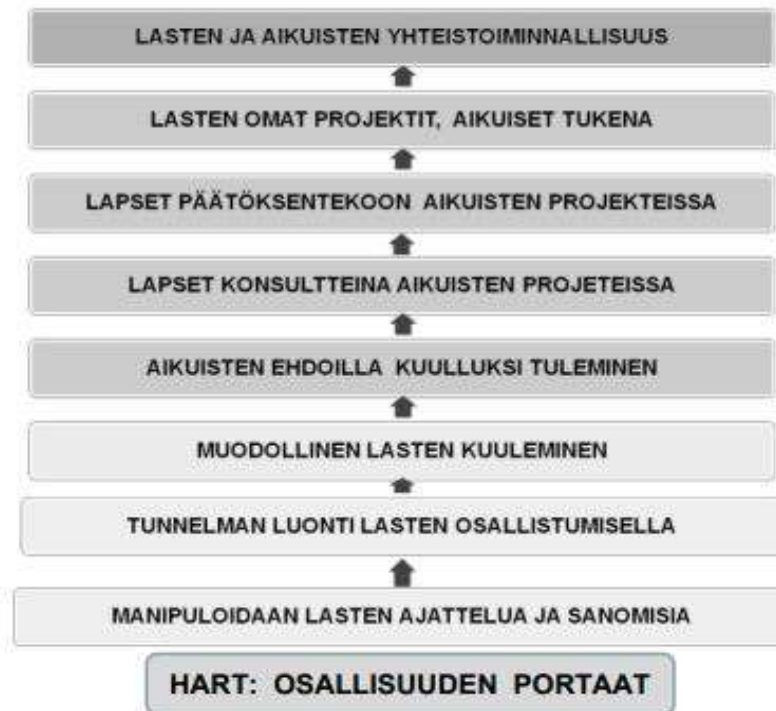 LASTEN JA AIKUISTEN YHTEISTOIMINNALLISUUS
LASTEN OMAT PROJEKTIT, AIKUISET TUKENA
LAPSET PÄÄTÖKSENTEKOON AIKUISTEN PROJEKTEISSA
LAPSET KONSULTTEINA AIKUISTEN PROJETEISSA
AIKUISTEN EHDOILLA KUULLUKSI TULEMINEN
MUODOLLINEN LASTEN KUULEMINEN
TUNNELMAN LUONTI LASTEN OSALLISTUMISELLA
MANIPULOIDAAN LASTEN AJATTELUA JA SANOMISIA
HART: OSALLISUUDEN PORTAAT